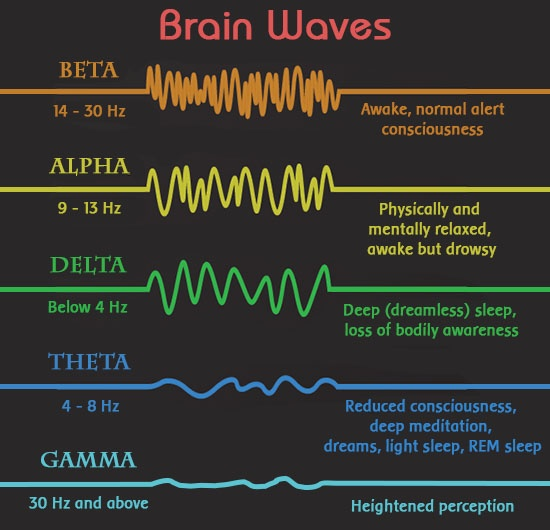 Brain Waves
BETA
14 - 30 Hz
Awake, normal alert
consciousness
ALPHA
9 - 13 Hz
Physically and
mentally relaxed,
awake but drowsy
DELTA
Below 4 Hz
Deep (dreamless) sleep,
loss of bodily awareness
THETA
4 - 8 Hz
Reduced consciousness,
deep meditation,
dreams, light sleep, REM sleep
GAMMA
30 Hz and above
Heightened perception